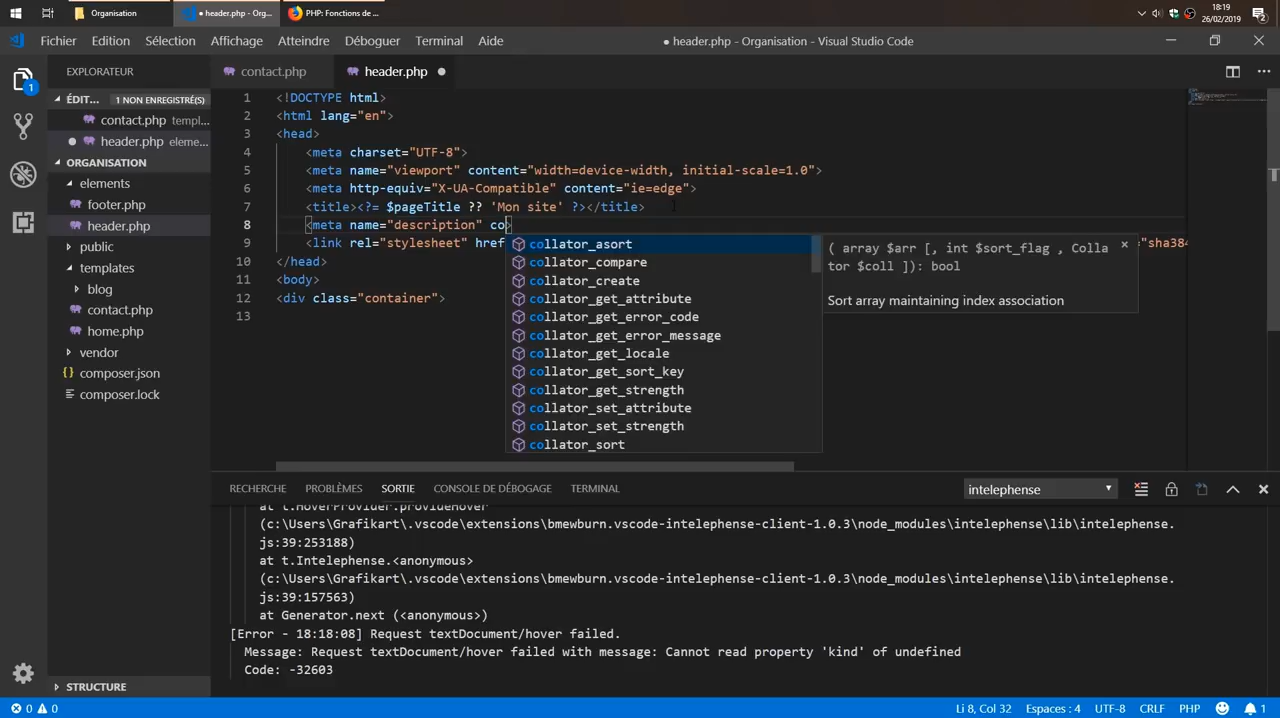 Organisation
● header.php - Org...
PHP: Fonctions de ...
18:19
26/02/2019
2
Fichier Edition Sélection Affichage Atteindre Déboguer Terminal Aide
● header.php - Organisation - Visual Studio Code
EXPLORATEUR
1
ÉDIT... 1 NON ENREGISTRÉ(S)
contact.php templ...
● header.php eleme...
ORGANISATION
elements
footer.php
header.php
public
templates
blog
contact.php
home.php
vendor
{} composer.json
composer.lock
STRUCTURE
contact.php
header.php ●
1 <!DOCTYPE html>
2 <html lang="en">
3 <head>
4 <meta charset="UTF-8">
5 <meta name="viewport" content="width=device-width, initial-scale=1.0">
6 <meta http-equiv="X-UA-Compatible" content="ie=edge">
7 <title><?= $pageTitle ?? 'Mon site' ?></title>
8 <meta name="description" co>
9 <link rel="stylesheet" href ="sha384
10 </head>
11 <body>
12 <div class="container">
13
collator_asort
collator_compare
collator_create
collator_get_attribute
collator_get_error_code
collator_get_error_message
collator_get_locale
collator_get_sort_key
collator_get_strength
collator_set_attribute
collator_set_strength
collator_sort
( array $arr [, int $sort_flag , Colla
tor $coll ]): bool
Sort array maintaining index association
RECHERCHE PROBLÈMES SORTIE CONSOLE DE DÉBOGAGE TERMINAL
intelephense
at t.HoverProvider.provideHover
(c:\Users\Grafikart\.vscode\extensions\bmewburn.vscode-intelephense-client-1.0.3\node_modules\intelephense\lib\intelephense.
js:39:253188)
at t.Intelephense.<anonymous>
(c:\Users\Grafikart\.vscode\extensions\bmewburn.vscode-intelephense-client-1.0.3\node_modules\intelephense\lib\intelephense.
js:39:157563)
at Generator.next (<anonymous>)
[Error - 18:18:08] Request textDocument/hover failed.
Message: Request textDocument/hover failed with message: Cannot read property 'kind' of undefined
Code: -32603
0 0
Li 8, Col 32 Espaces : 4 UTF-8 CRLF PHP 1